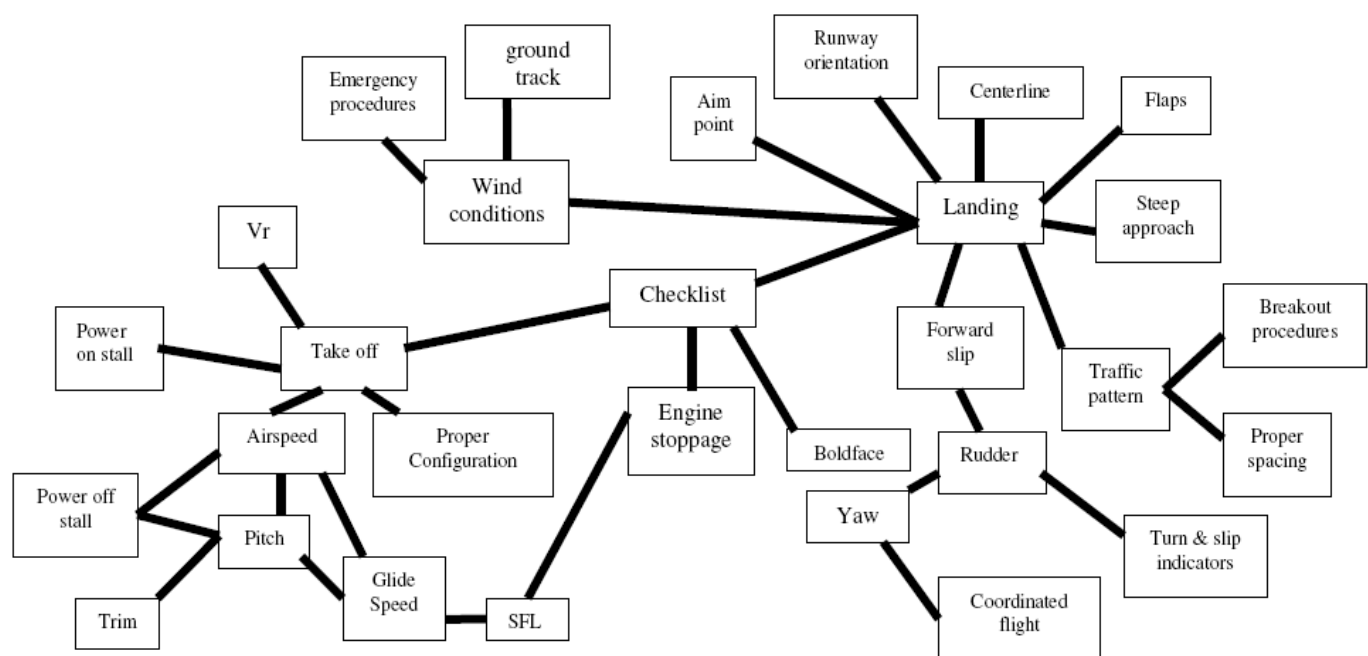 ground
track
Emergency
procedures
Runway
orientation
Centerline
Flaps
Aim
point
Wind
conditions
Landing
Steep
approach
Vr
Checklist
Breakout
procedures
Power
on stall
Take off
Forward
slip
Traffic
pattern
Airspeed
Proper
Configuration
Engine
stoppage
Boldface
Rudder
Proper
spacing
Power off
stall
Pitch
Yaw
Turn & slip
indicators
Glide
Speed
Trim
SFL
Coordinated
flight